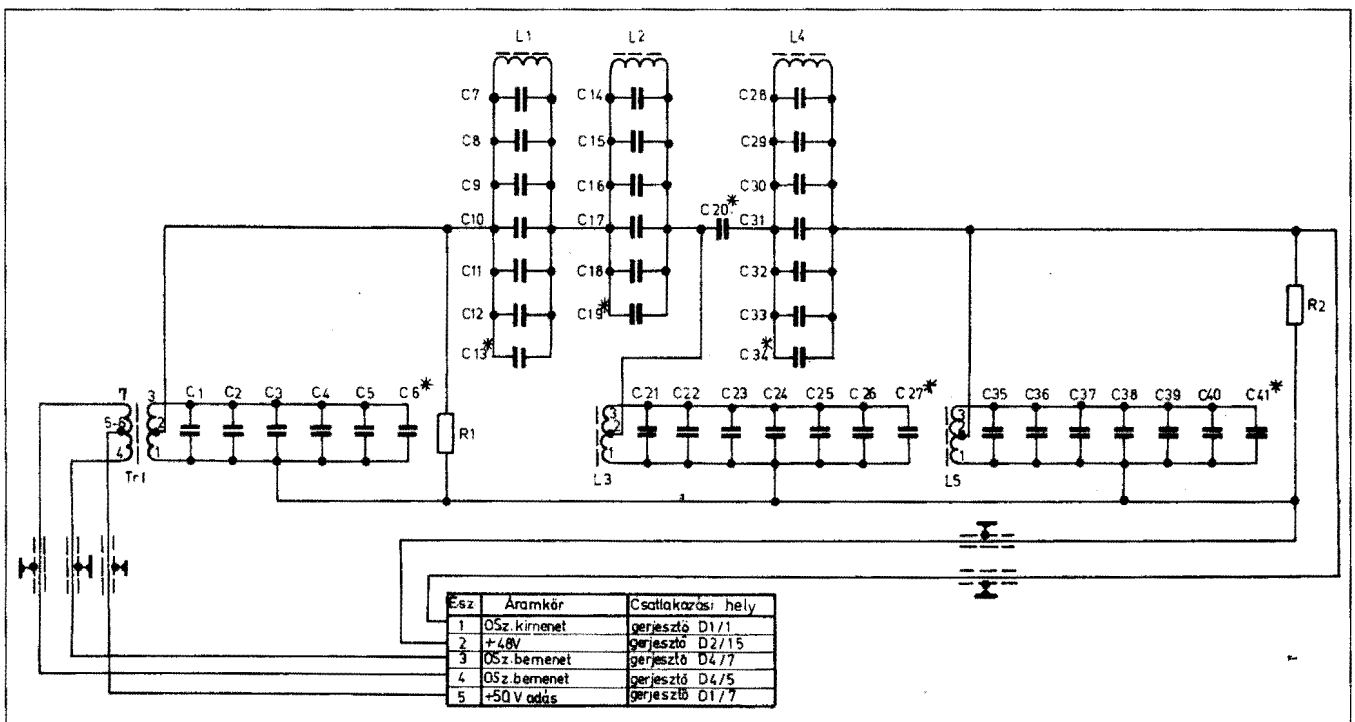 L1 L2 L4
C7 C14 C28
C8 C15 C29
C9 C16 C30
C20*
C10 C17 C31
C11 C18 C32
C12 C19* C33
C13* C34*
R2
7 3 C1 C2 C3 C4 C5 C6* 3 C21 C22 C23 C24 C25 C26 C27* 3 C35 C36 C37 C38 C39 C40 C41*
5-6 2 R1 2
4 1 1 1
Tr1 L3 L5
Esz Áramkör Csatlakozási hely
1 OSz.kimenet gerjesztő D1/1
2 +48V gerjesztő D2/15
3 OSz.bemenet gerjesztő D4/7
4 OSz.bemenet gerjesztő D4/5
5 +50V adás gerjesztő D1/7